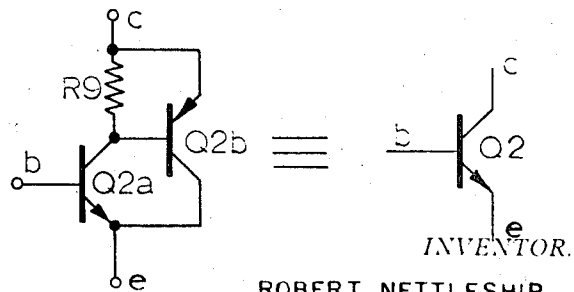 c
R9
Q2b
b
Q2a
e
c
b
Q2
e
INVENTOR.
ROBERT NETTLESHIP